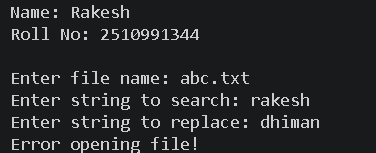 Name: Rakesh
Roll No: 2510991344
Enter file name: abc.txt
Enter string to search: rakesh
Enter string to replace: dhiman
Error opening file!